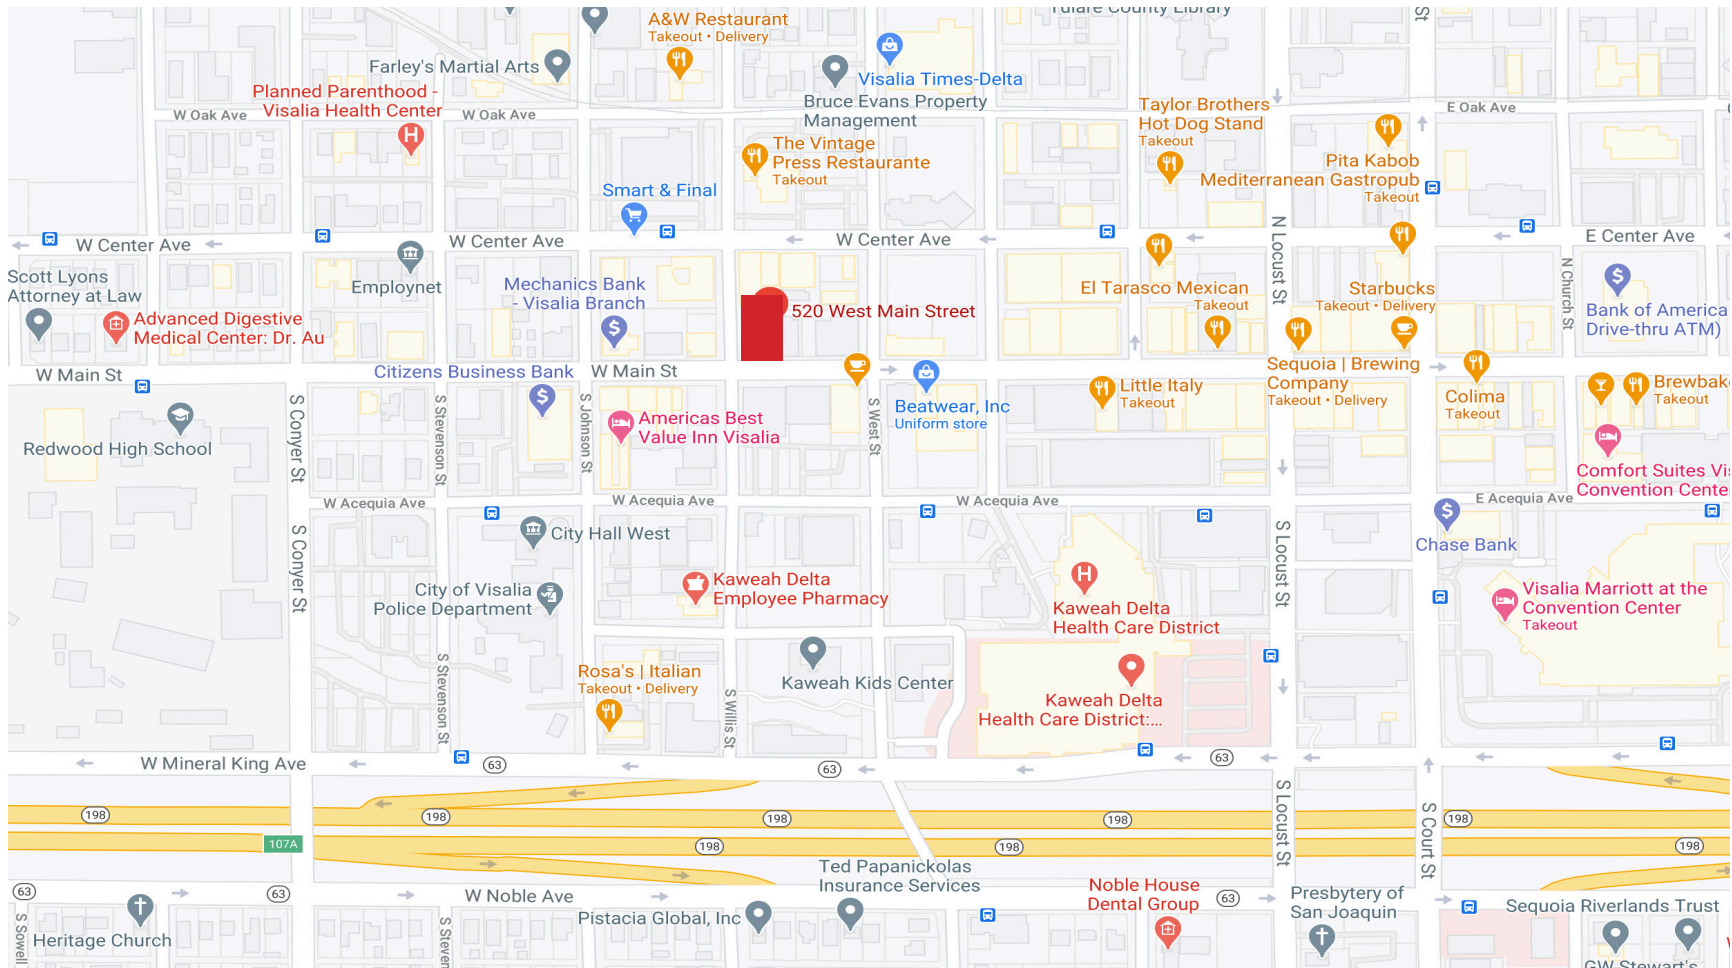 Tulare County Library
St
A&W Restaurant
Takeout • Delivery
Farley's Martial Arts
Visalia Times-Delta
Bruce Evans Property
Management
Planned Parenthood -
Visalia Health Center
W Oak Ave
W Oak Ave
E Oak Ave
Taylor Brothers
Hot Dog Stand
Takeout
The Vintage
Press Restaurante
Takeout
Pita Kabob
Mediterranean Gastropub
Takeout
Smart & Final
W Center Ave
W Center Ave
W Center Ave
E Center Ave
N Locust St
N Church St
Scott Lyons
Attorney at Law
Employnet
Mechanics Bank
- Visalia Branch
El Tarasco Mexican
Takeout
Starbucks
Takeout • Delivery
Bank of America
Drive-thru ATM)
Advanced Digestive
Medical Center: Dr. Au
520 West Main Street
W Main St
Citizens Business Bank
W Main St
Sequoia | Brewing
Company
Takeout • Delivery
Little Italy
Takeout
Colima
Takeout
Brewbak
Takeout
Beatwear, Inc
Uniform store
Americas Best
Value Inn Visalia
Redwood High School
S Conyer St
S Stevenson St
S Johnson St
S West St
Comfort Suites Vis
Convention Cente
W Acequia Ave
W Acequia Ave
W Acequia Ave
E Acequia Ave
City Hall West
Chase Bank
S Conyer St
S Locust St
City of Visalia
Police Department
Kaweah Delta
Employee Pharmacy
Kaweah Delta
Health Care District
Visalia Marriott at the
Convention Center
Takeout
Rosa's | Italian
Takeout • Delivery
Kaweah Kids Center
Kaweah Delta
Health Care District:...
S Stevenson St
S Willis St
W Mineral King Ave
63
63
63
198
198
198
198
198
198
198
198
107A
S Locust St
S Court St
63
63
W Noble Ave
Ted Papanickolas
Insurance Services
Noble House
Dental Group
63
Presbytery of
San Joaquin
Pistacia Global, Inc
Sequoia Riverlands Trust
Heritage Church
S Sowell
S Steven
GW Stewart's